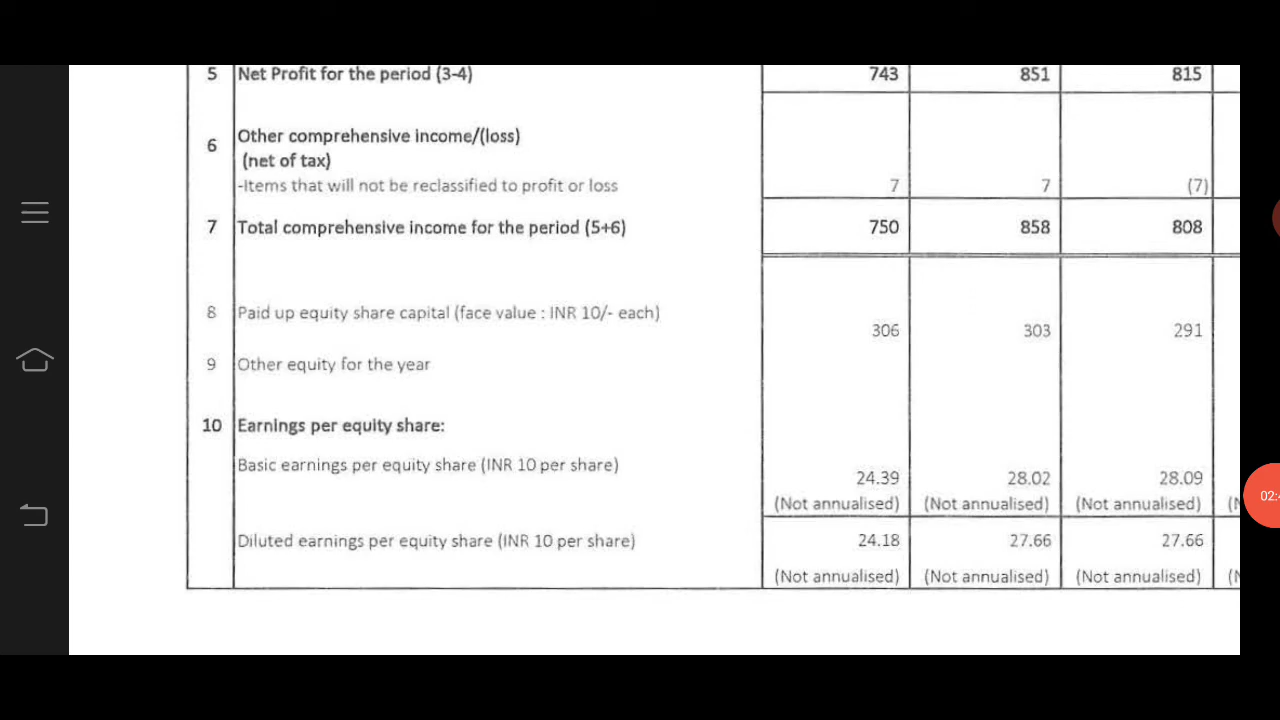 5 Net Profit for the period (3-4) 743 851 815
6 Other comprehensive income/(loss)
(net of tax)
-Items that will not be reclassified to profit or loss 7 7 (7)
7 Total comprehensive income for the period (5+6) 750 858 808
8 Paid up equity share capital (face value : INR 10/- each)
306 303 291
9 Other equity for the year
10 Earnings per equity share:
Basic earnings per equity share (INR 10 per share)
24.39 28.02 28.09
(Not annualised) (Not annualised) (Not annualised)
Diluted earnings per equity share (INR 10 per share) 24.18 27.66 27.66
(Not annualised) (Not annualised) (Not annualised)